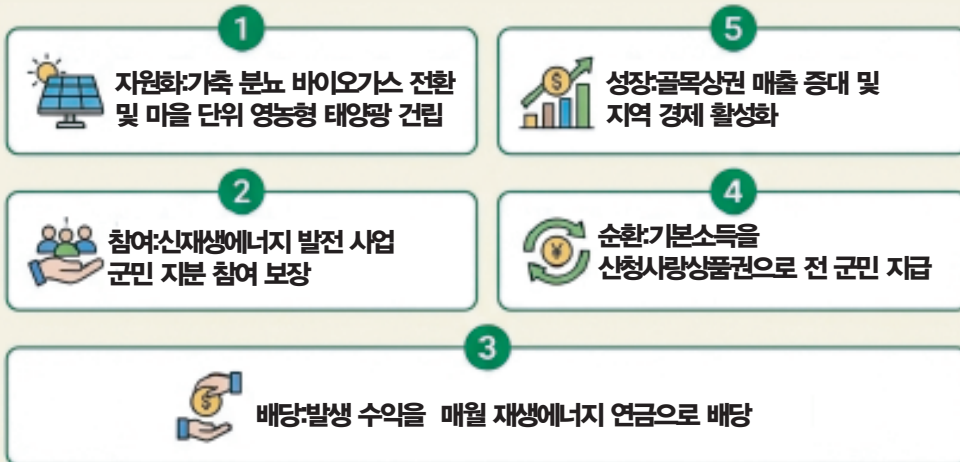 1
자원화:가축 분뇨 바이오가스 전환
및 마을 단위 영농형 태양광 건립
2
참여:신재생에너지 발전 사업
군민 지분 참여 보장
3
배당:발생 수익을 매월 재생에너지 연금으로 배당
4
순환:기본소득을
산청사랑상품권으로 전 군민 지급
5
성장:골목상권 매출 증대 및
지역 경제 활성화